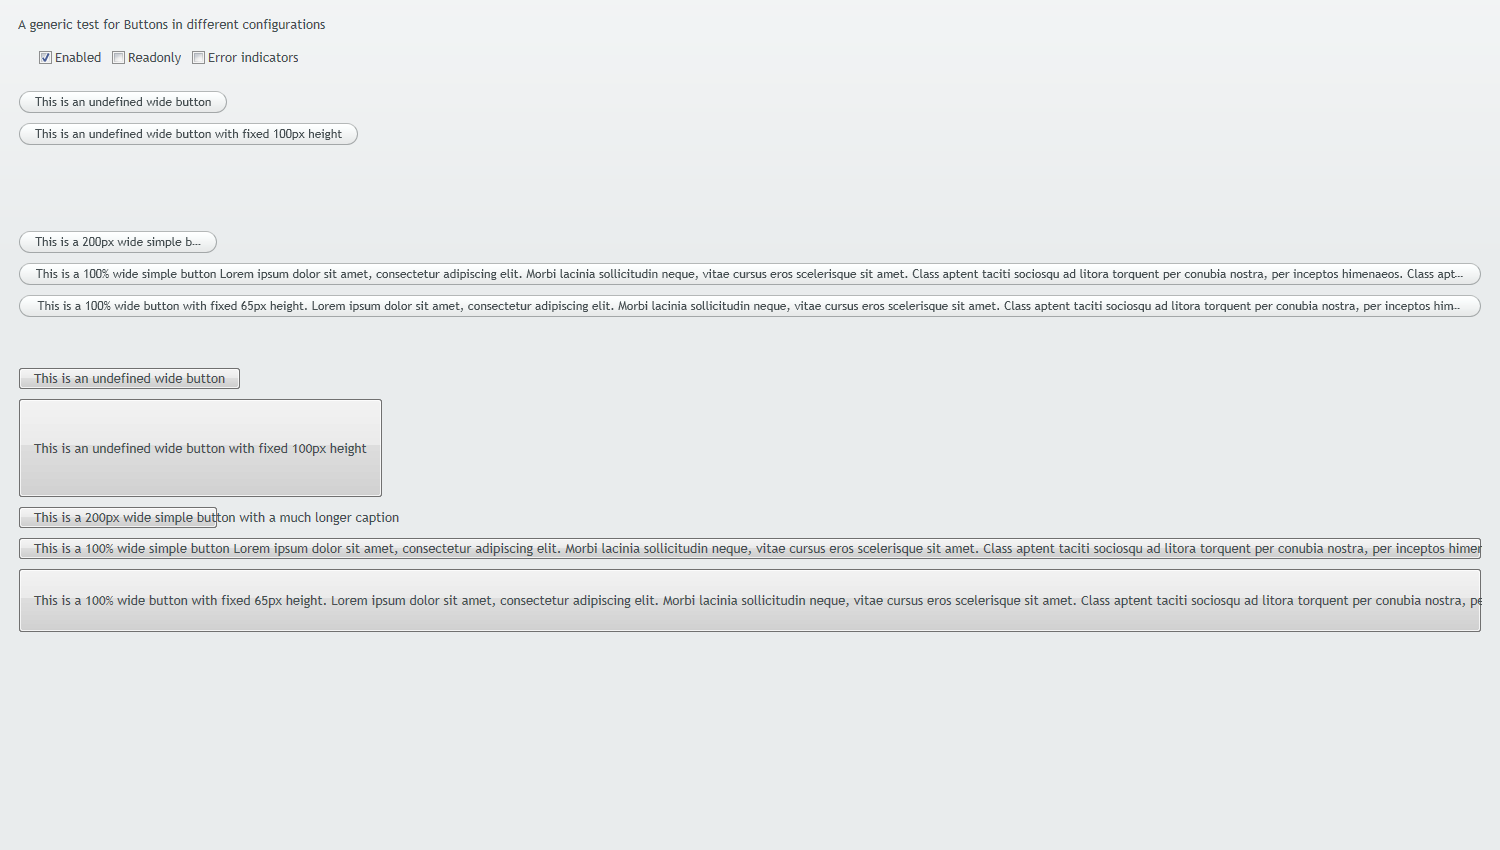 A generic test for Buttons in different configurations
Enabled Readonly Error indicators
This is an undefined wide button
This is an undefined wide button with fixed 100px height
This is a 200px wide simple b...
This is a 100% wide simple button Lorem ipsum dolor sit amet, consectetur adipiscing elit. Morbi lacinia sollicitudin neque, vitae cursus eros scelerisque sit amet. Class aptent taciti sociosqu ad litora torquent per conubia nostra, per inceptos himenaeos. Class apt...
This is a 100% wide button with fixed 65px height. Lorem ipsum dolor sit amet, consectetur adipiscing elit. Morbi lacinia sollicitudin neque, vitae cursus eros scelerisque sit amet. Class aptent taciti sociosqu ad litora torquent per conubia nostra, per inceptos him...
This is an undefined wide button
This is an undefined wide button with fixed 100px height
This is a 200px wide simple button with a much longer caption
This is a 100% wide simple button Lorem ipsum dolor sit amet, consectetur adipiscing elit. Morbi lacinia sollicitudin neque, vitae cursus eros scelerisque sit amet. Class aptent taciti sociosqu ad litora torquent per conubia nostra, per inceptos himer
This is a 100% wide button with fixed 65px height. Lorem ipsum dolor sit amet, consectetur adipiscing elit. Morbi lacinia sollicitudin neque, vitae cursus eros scelerisque sit amet. Class aptent taciti sociosqu ad litora torquent per conubia nostra, pe